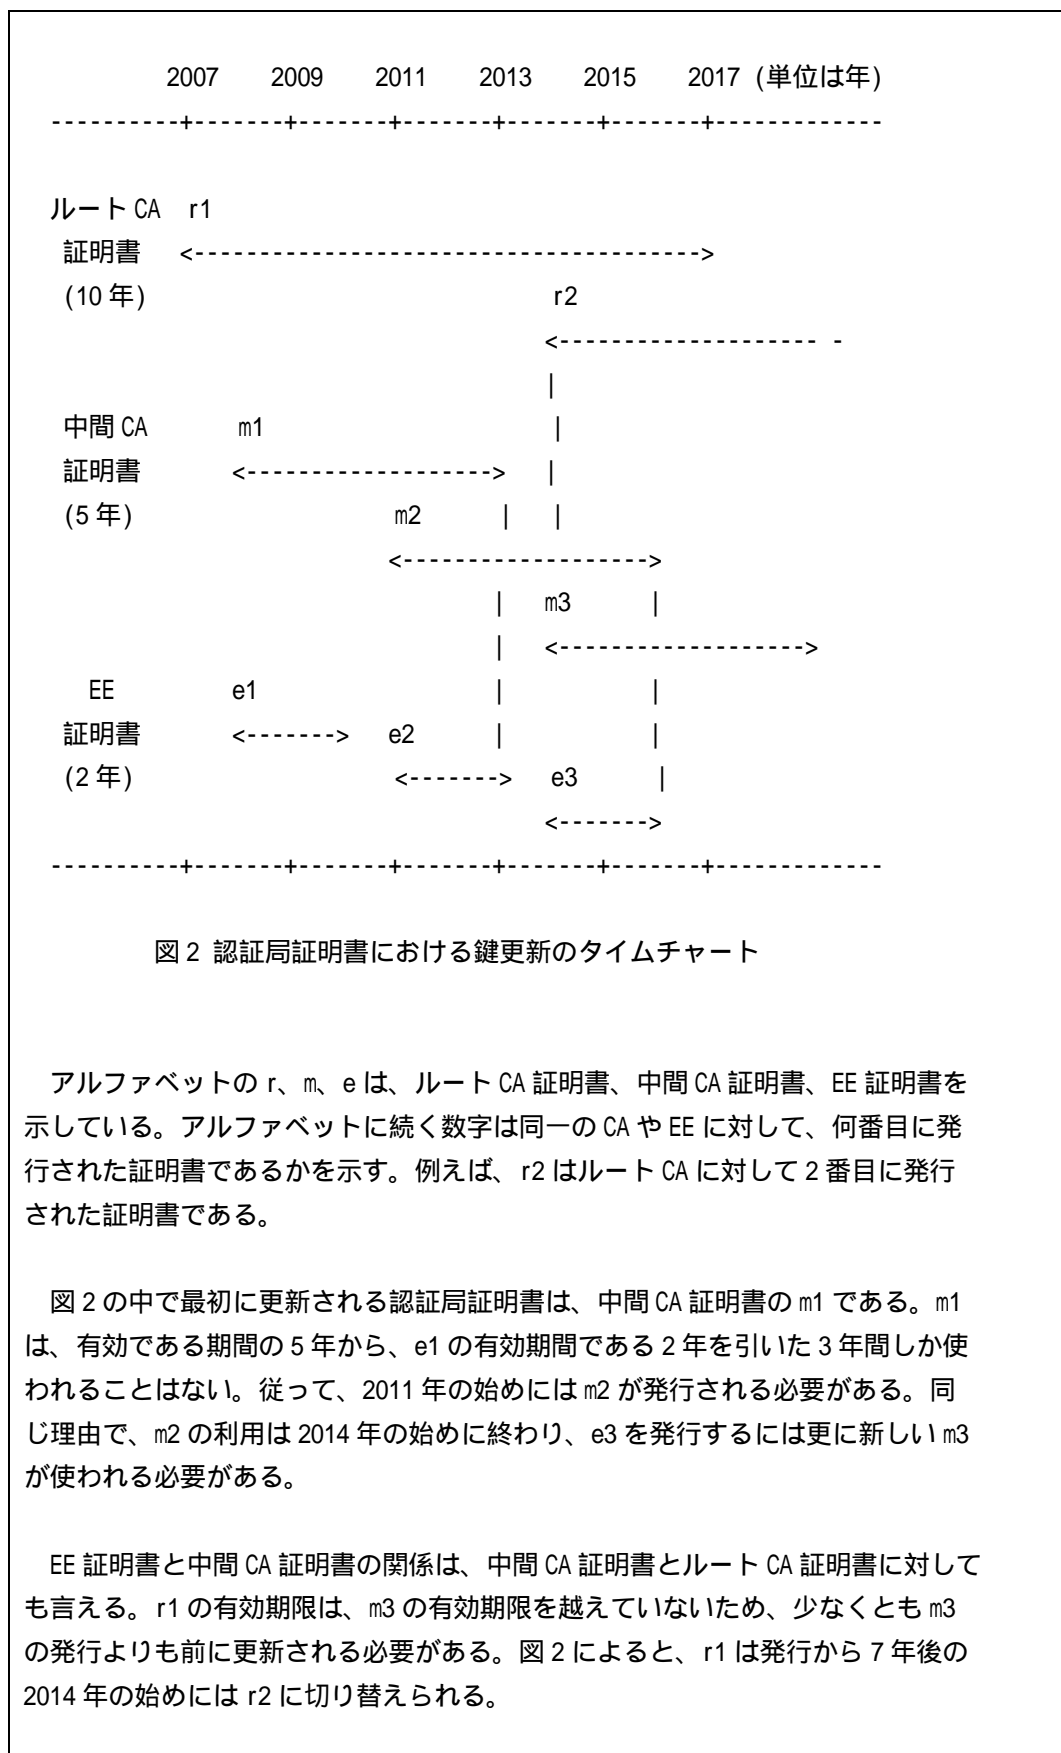 2007 2009 2011 2013 2015 2017 (単位は年)
----------+-------+-------+-------+-------+-------+-------------
ルート CA r1
証明書 <--------------------------------------->
(10 年) r2
<-------------------- -
|
中間 CA m1 |
証明書 <-------------------> |
(5 年) m2 | |
<------------------->
| m3 |
| <------------------->
EE e1 | |
証明書 <-------> e2 | |
(2 年) <-------> e3 |
<------->
----------+-------+-------+-------+-------+-------+-------------
図 2 認証局証明書における鍵更新のタイムチャート
アルファベットの r、m、e は、ルート CA 証明書、中間 CA 証明書、EE 証明書を
示している。アルファベットに続く数字は同一の CA や EE に対して、何番目に発
行された証明書であるかを示す。例えば、r2 はルート CA に対して 2 番目に発行
された証明書である。
図 2 の中で最初に更新される認証局証明書は、中間 CA 証明書の m1 である。m1
は、有効である期間の 5 年から、e1 の有効期間である 2 年を引いた 3 年間しか使
われることはない。従って、2011 年の始めには m2 が発行される必要がある。同
じ理由で、m2 の利用は 2014 年の始めに終わり、e3 を発行するには更に新しい m3
が使われる必要がある。
EE 証明書と中間 CA 証明書の関係は、中間 CA 証明書とルート CA 証明書に対して
も言える。r1 の有効期限は、m3 の有効期限を越えていないため、少なくとも m3
の発行よりも前に更新される必要がある。図 2 によると、r1 は発行から 7 年後の
2014 年の始めには r2 に切り替えられる。